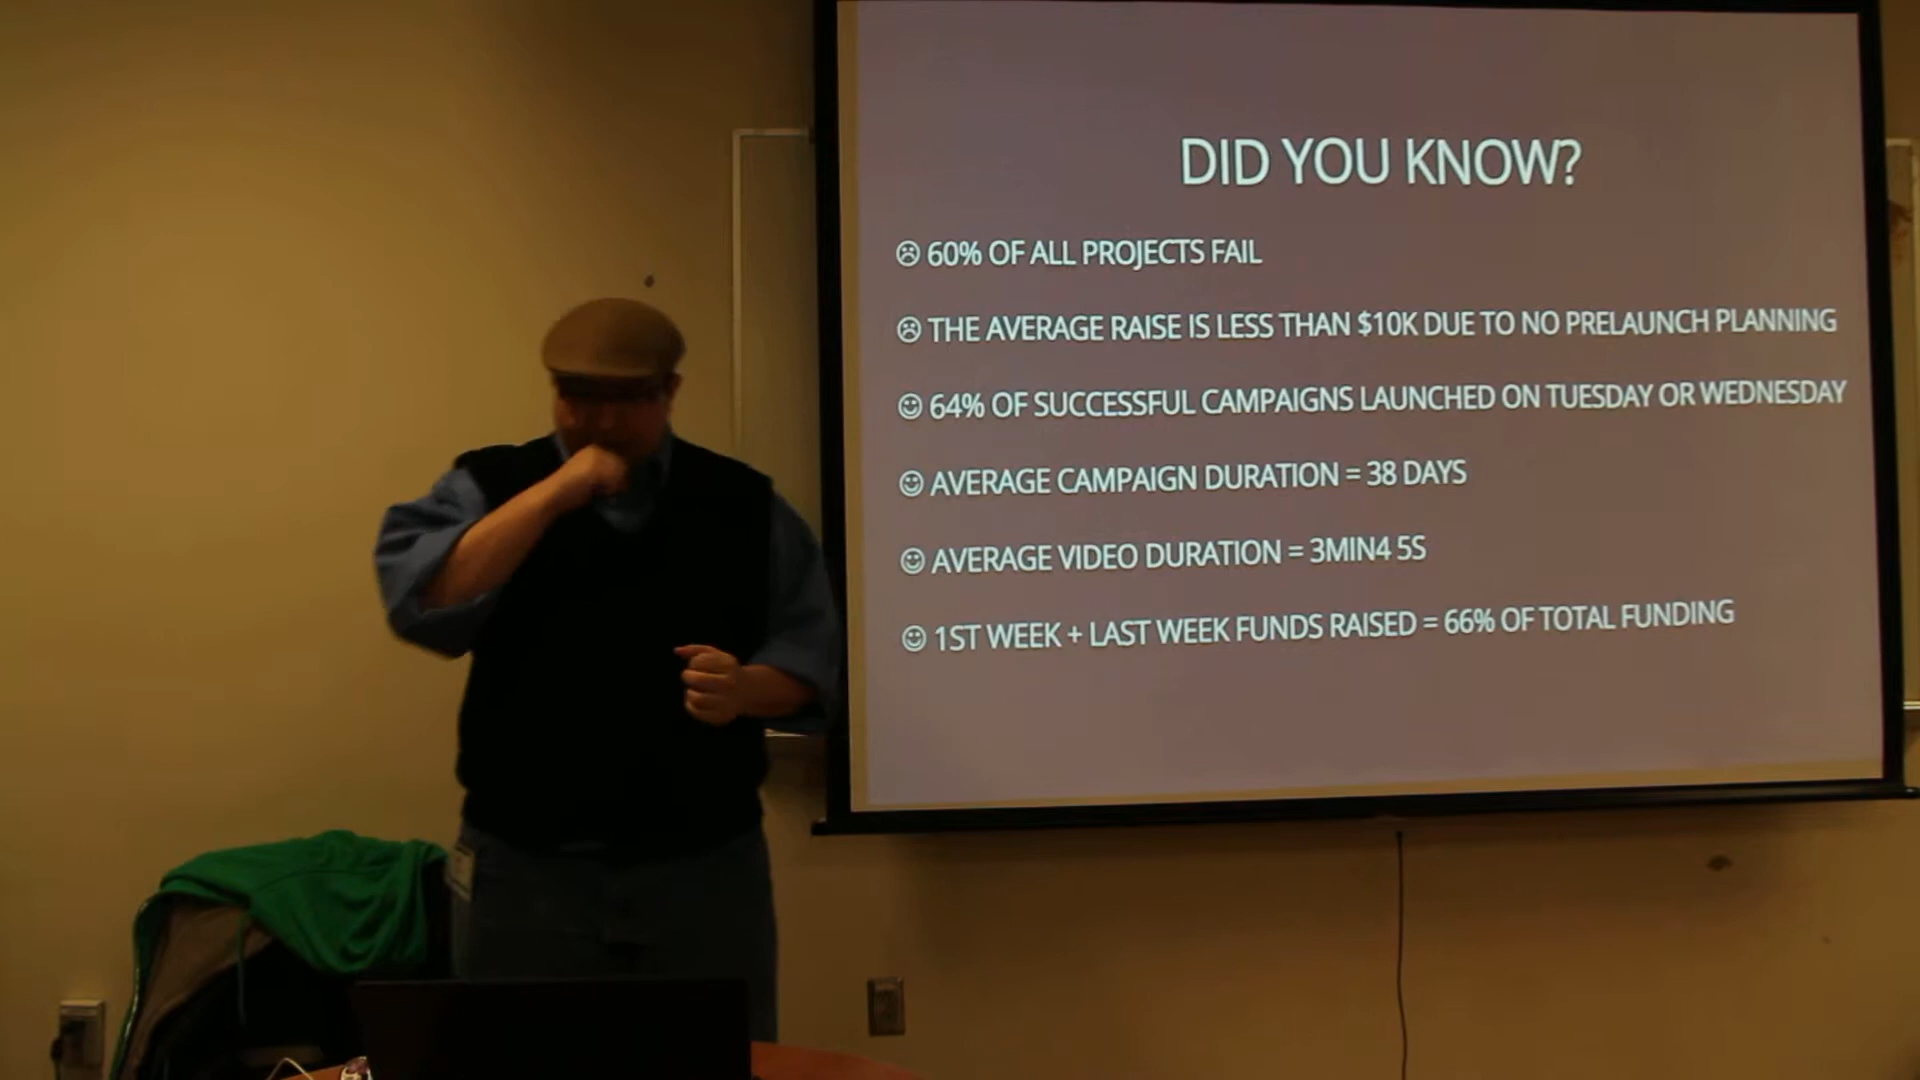 DID YOU KNOW?
☹ 60% OF ALL PROJECTS FAIL
☹ THE AVERAGE RAISE IS LESS THAN $10K DUE TO NO PRELAUNCH PLANNING
☺ 64% OF SUCCESSFUL CAMPAIGNS LAUNCHED ON TUESDAY OR WEDNESDAY
☺ AVERAGE CAMPAIGN DURATION = 38 DAYS
☺ AVERAGE VIDEO DURATION = 3MIN4 5S
☺ 1ST WEEK + LAST WEEK FUNDS RAISED = 66% OF TOTAL FUNDING